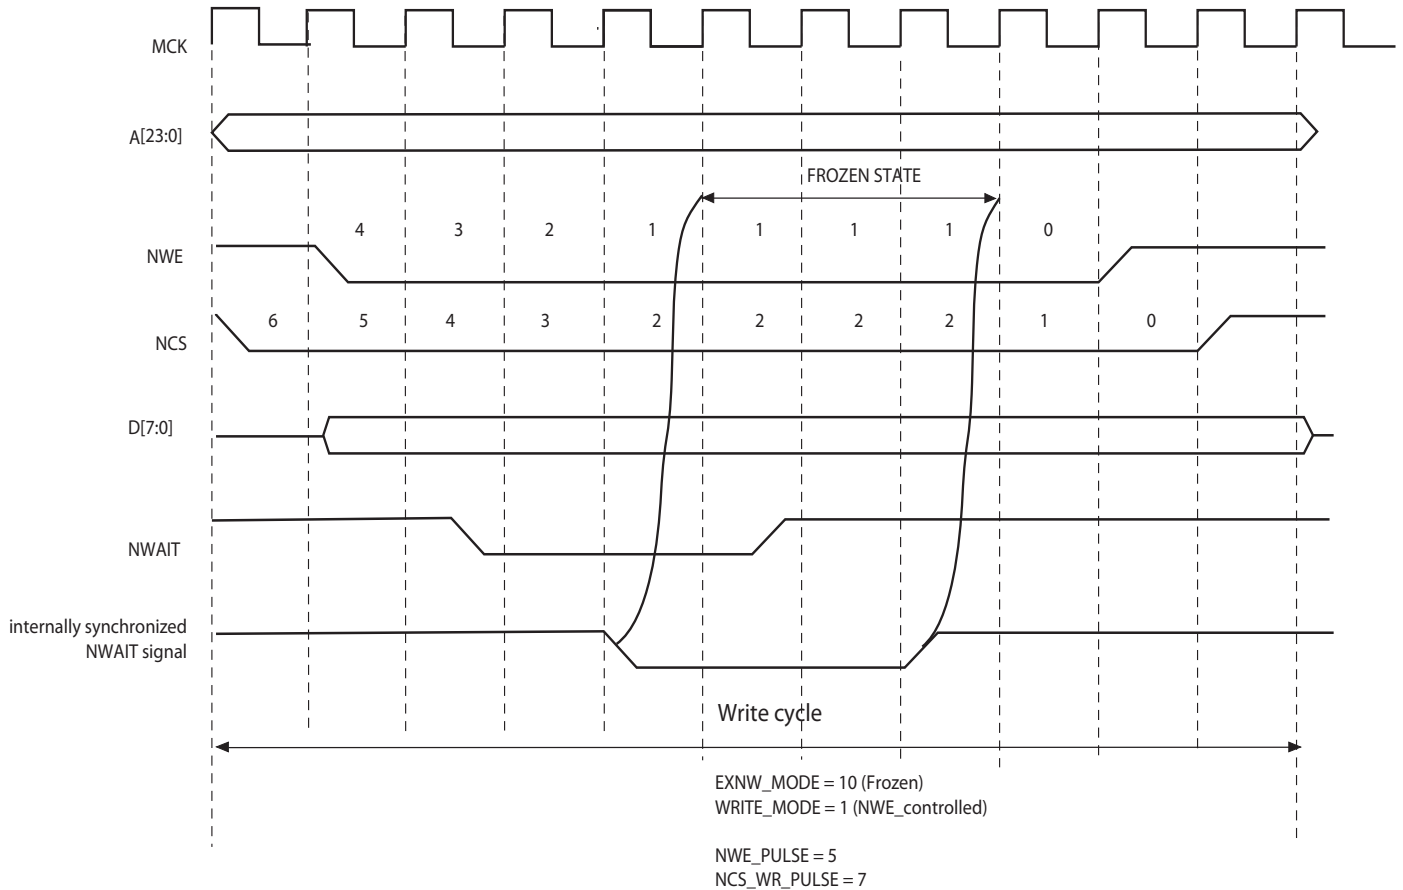 MCK
A[23:0]
FROZEN STATE
4 3 2 1 1 1 1 0
NWE
6 5 4 3 2 2 2 2 1 0
NCS
D[7:0]
NWAIT
internally synchronized
NWAIT signal
Write cycle
EXNW_MODE = 10 (Frozen)
WRITE_MODE = 1 (NWE_controlled)
NWE_PULSE = 5
NCS_WR_PULSE = 7